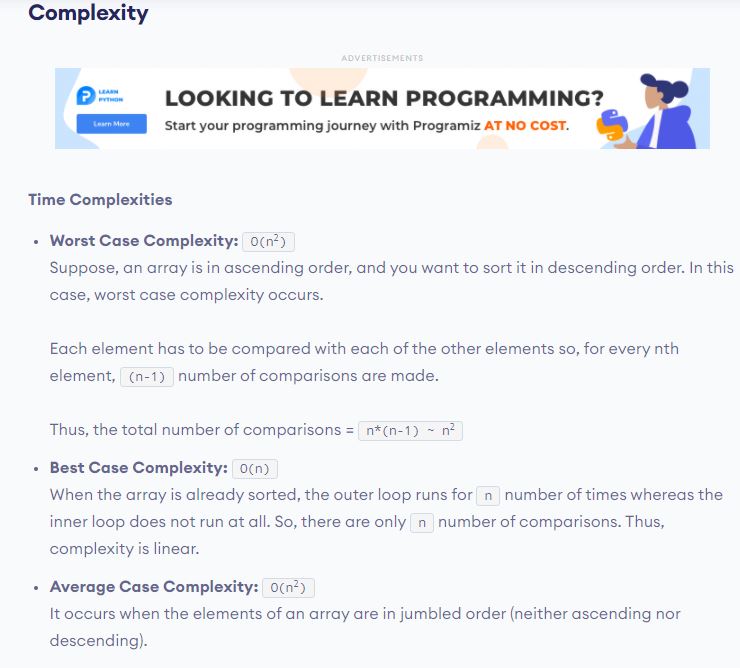 Complexity
ADVERTISEMENTS
LEARN
PYTHON
Learn More
LOOKING TO LEARN PROGRAMMING?
Start your programming journey with Programiz AT NO COST.
Time Complexities
• Worst Case Complexity: O(n²)
Suppose, an array is in ascending order, and you want to sort it in descending order. In this
case, worst case complexity occurs.
Each element has to be compared with each of the other elements so, for every nth
element, (n-1) number of comparisons are made.
Thus, the total number of comparisons = n*(n-1) ~ n²
• Best Case Complexity: O(n)
When the array is already sorted, the outer loop runs for n number of times whereas the
inner loop does not run at all. So, there are only n number of comparisons. Thus,
complexity is linear.
• Average Case Complexity: O(n²)
It occurs when the elements of an array are in jumbled order (neither ascending nor
descending).